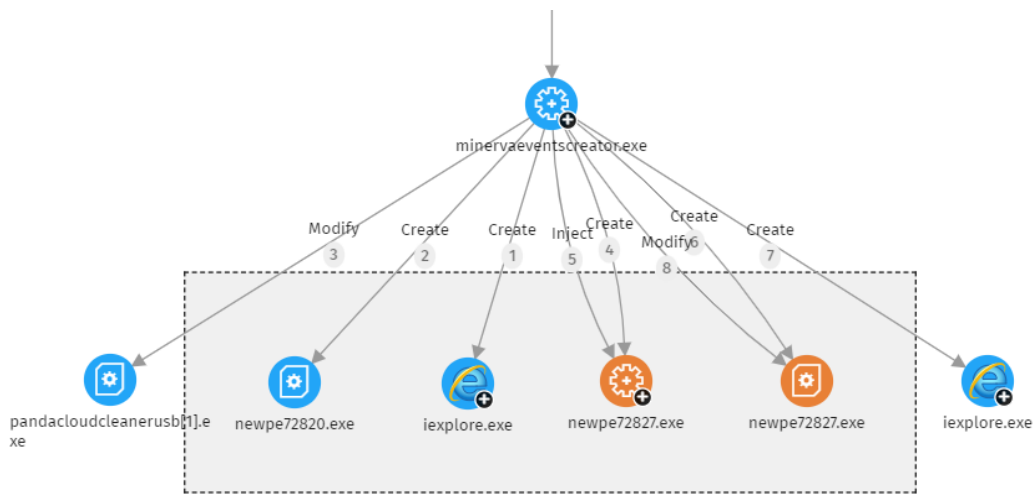 minervaeventscreator.exe
Modify
3
Create
2
Create
1
Inject
5
Create
4
Modify
8
Create
6
Create
7
pandacloudcleanerusb[1].e
xe
newpe72820.exe
iexplore.exe
newpe72827.exe
newpe72827.exe
iexplore.exe